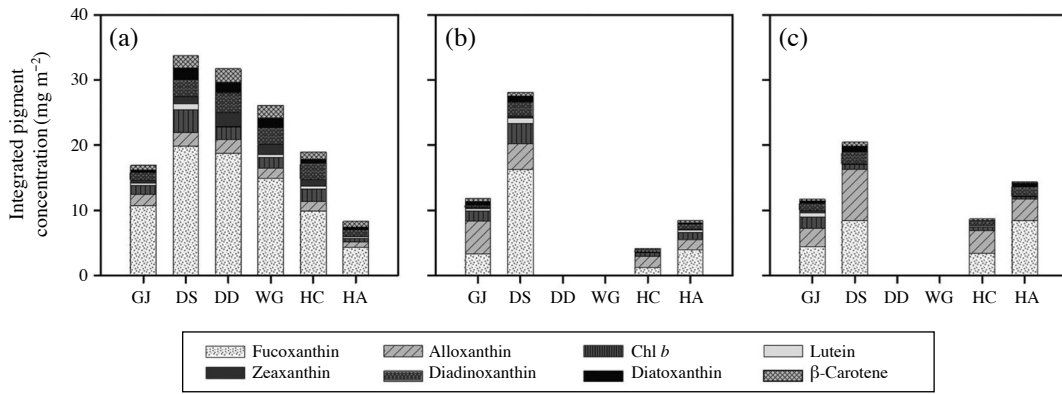 40
30
20
10
0
Integrated pigment
concentration (mg m⁻²)
(a)
GJ DS DD WG HC HA
(b)
GJ DS DD WG HC HA
(c)
GJ DS DD WG HC HA
Fucoxanthin Alloxanthin Chl b Lutein
Zeaxanthin Diadinoxanthin Diatoxanthin β-Carotene